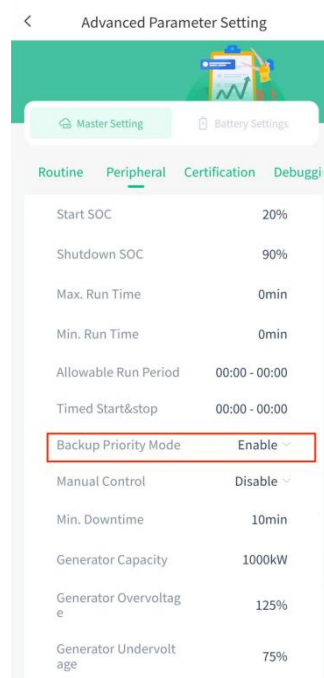 Advanced Parameter Setting
Master Setting Battery Settings
Routine Peripheral Certification Debuggi
Start SOC 20%
Shutdown SOC 90%
Max. Run Time 0min
Min. Run Time 0min
Allowable Run Period 00:00 - 00:00
Timed Start&stop 00:00 - 00:00
Backup Priority Mode Enable
Manual Control Disable
Min. Downtime 10min
Generator Capacity 1000kW
Generator Overvoltag
e 125%
Generator Undervolt
age 75%